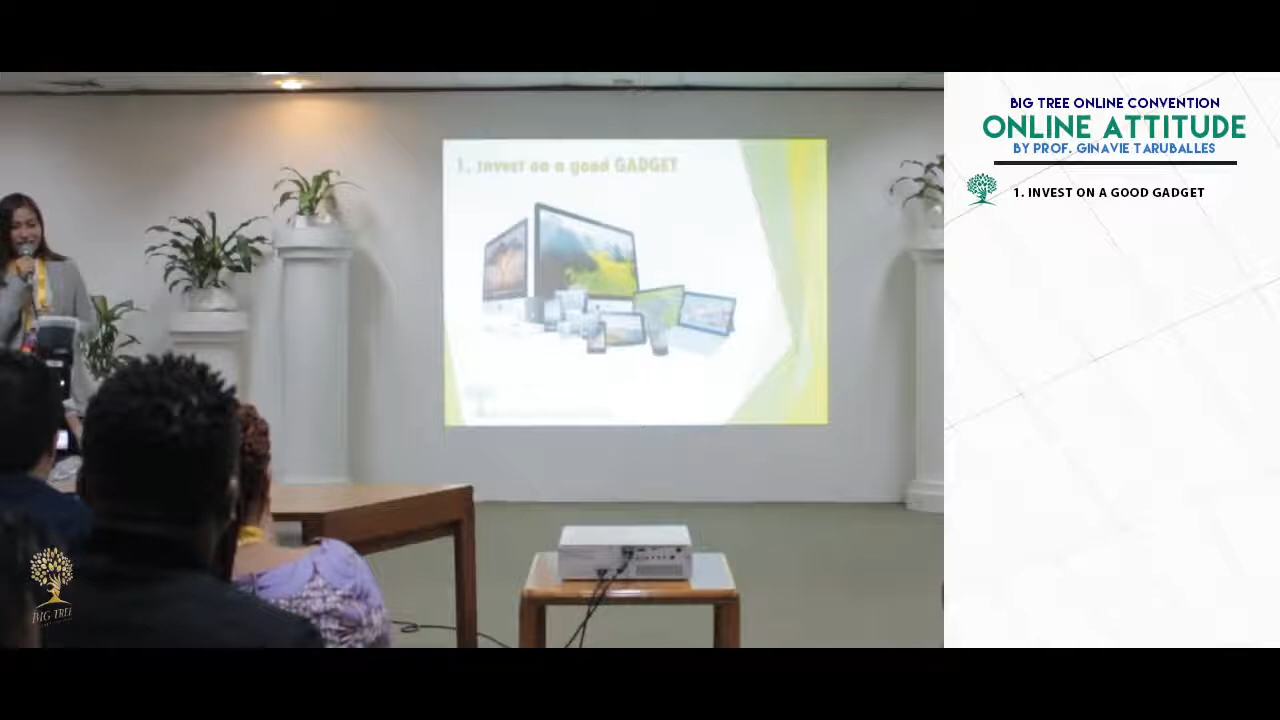 1. Invest on a good GADGET
BIG TREE ONLINE CONVENTION
ONLINE ATTITUDE
BY PROF. GINAVIE TARUBALLES
1. INVEST ON A GOOD GADGET
BIG TREE